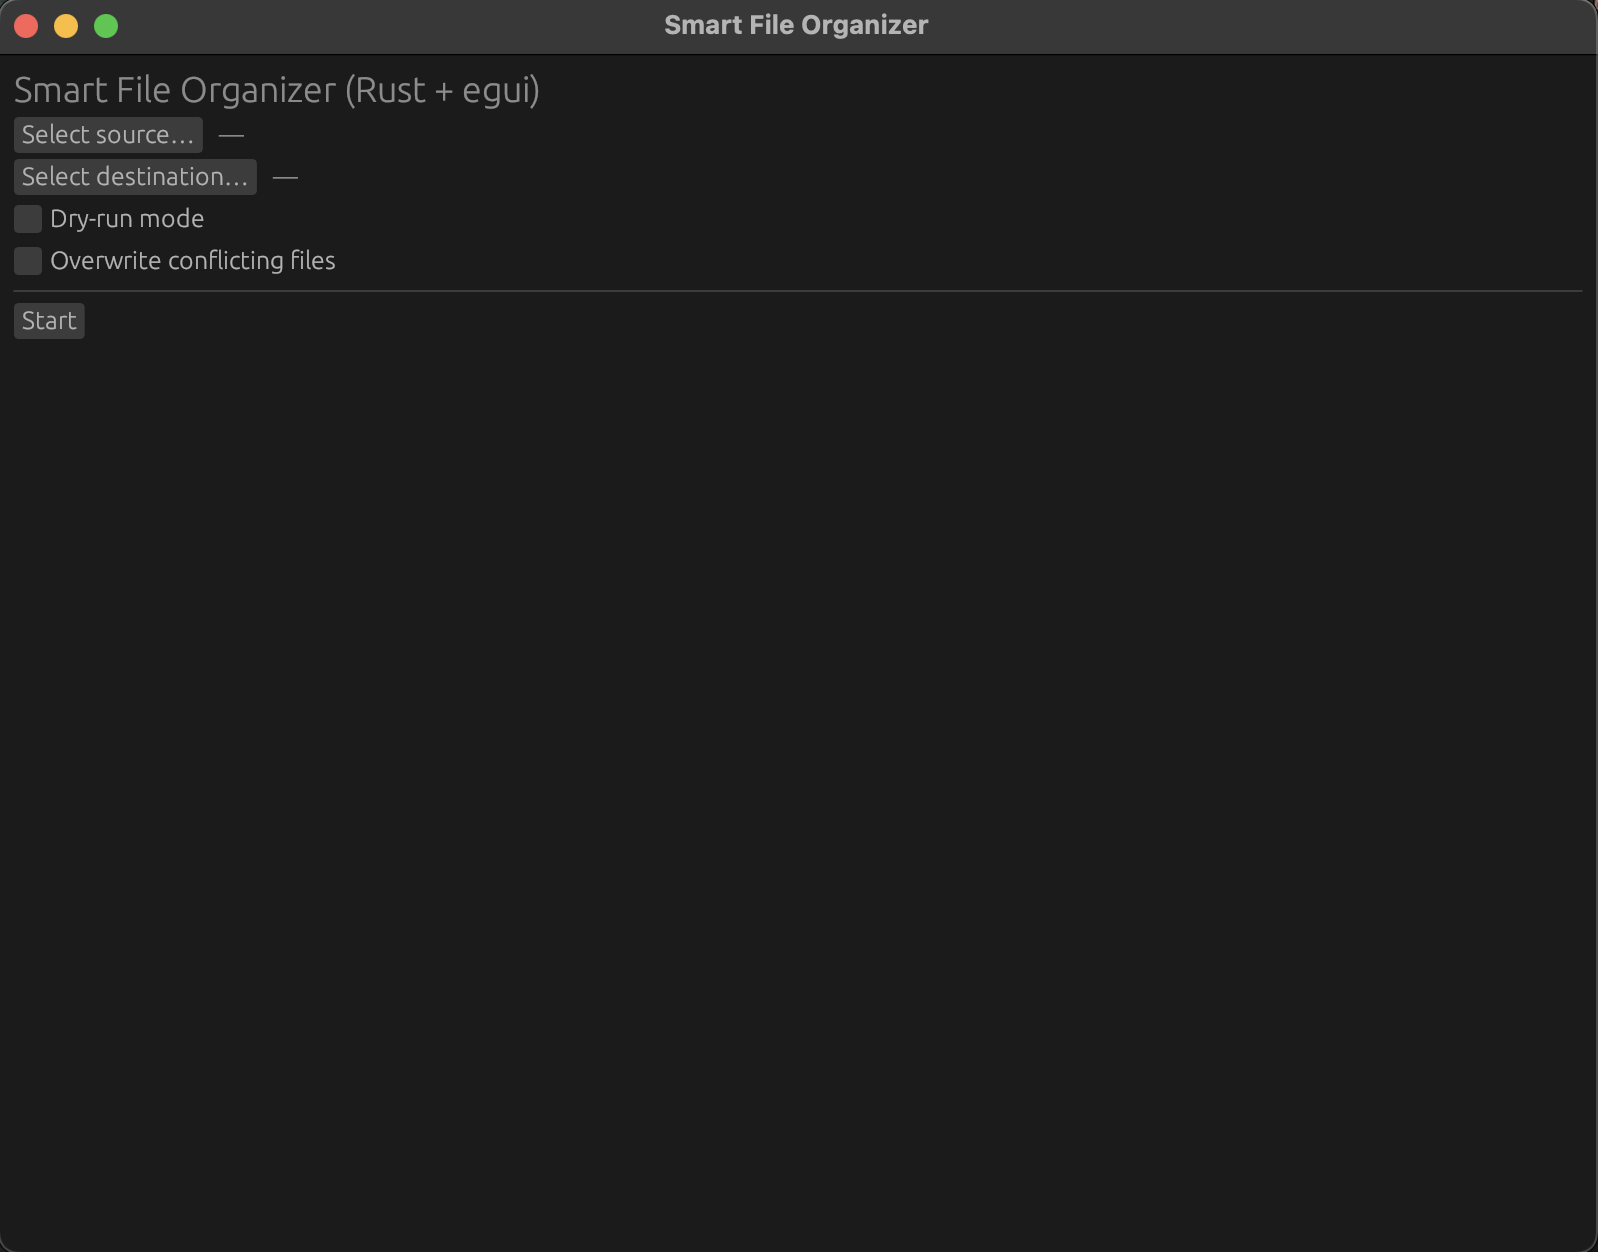 Smart File Organizer
Smart File Organizer (Rust + egui)
Select source… —
Select destination… —
Dry-run mode
Overwrite conflicting files
Start